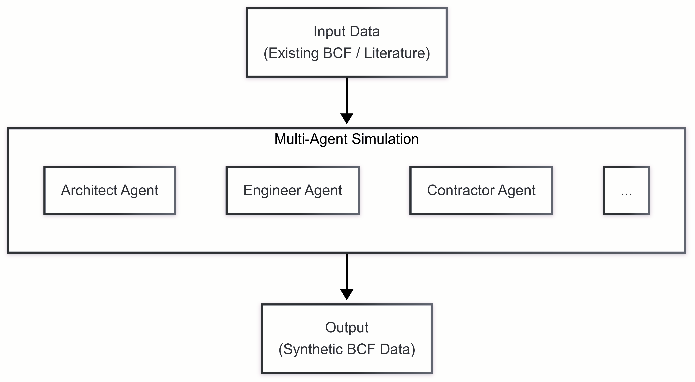 Input Data
(Existing BCF / Literature)
Multi-Agent Simulation
Architect Agent
Engineer Agent
Contractor Agent
...
Output
(Synthetic BCF Data)